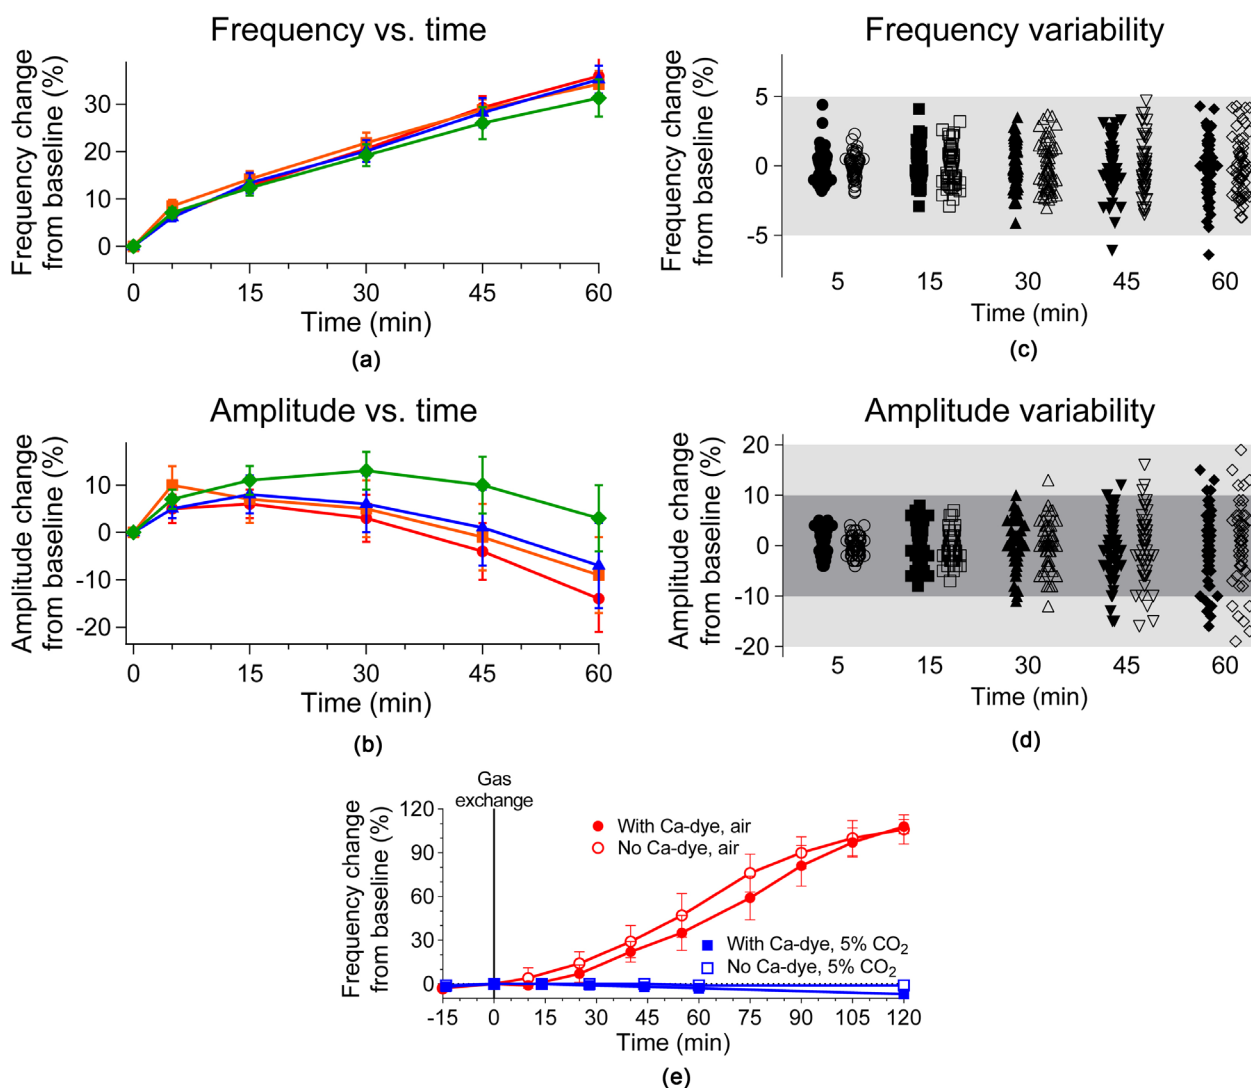 Frequency vs. time
Frequency change
from baseline (%)
30
20
10
0
0 15 30 45 60
Time (min)
(a)
Frequency variability
Frequency change
from baseline (%)
5
0
-5
5 15 30 45 60
Time (min)
(c)
Amplitude vs. time
Amplitude change
from baseline (%)
10
0
-10
-20
0 15 30 45 60
Time (min)
(b)
Amplitude variability
Amplitude change
from baseline (%)
20
10
0
-10
-20
5 15 30 45 60
Time (min)
(d)
Gas
exchange
Frequency change
from baseline (%)
120
90
60
30
0
With Ca-dye, air
No Ca-dye, air
With Ca-dye, 5% CO₂
No Ca-dye, 5% CO₂
-15 0 15 30 45 60 75 90 105 120
Time (min)
(e)